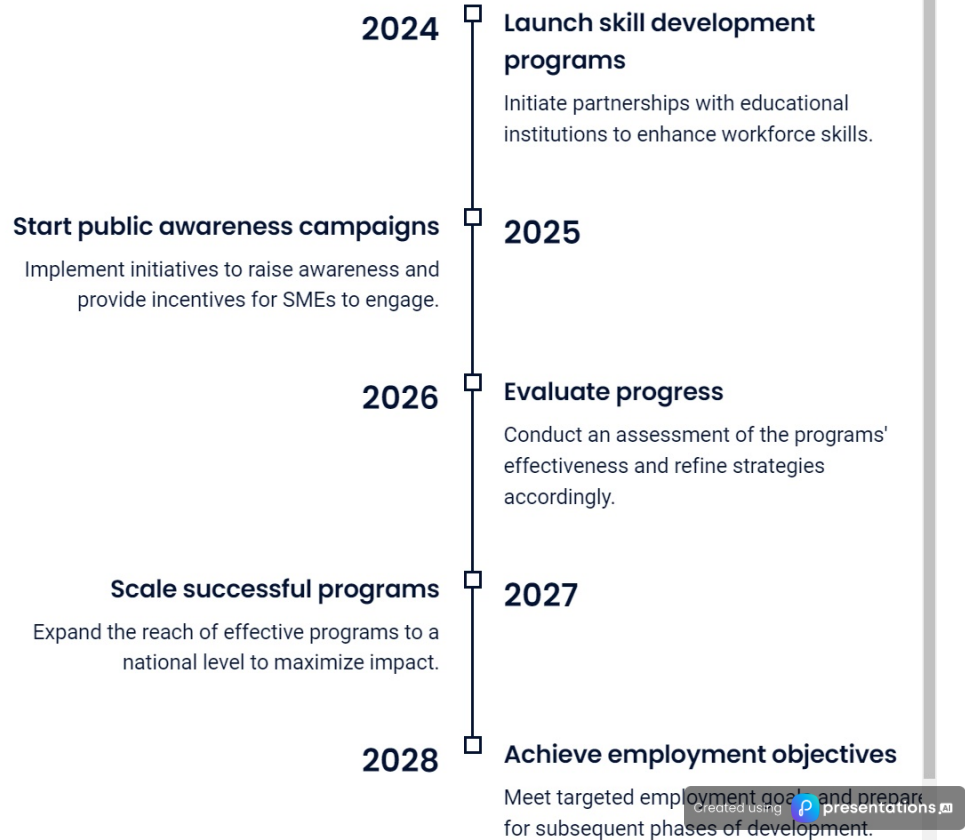 2024
Launch skill development
programs
Initiate partnerships with educational
institutions to enhance workforce skills.
Start public awareness campaigns
Implement initiatives to raise awareness and
provide incentives for SMEs to engage.
2025
2026
Evaluate progress
Conduct an assessment of the programs'
effectiveness and refine strategies
accordingly.
Scale successful programs
Expand the reach of effective programs to a
national level to maximize impact.
2027
2028
Achieve employment objectives
Meet targeted employment goals and prepare
for subsequent phases of development.
Created using presentations.AI